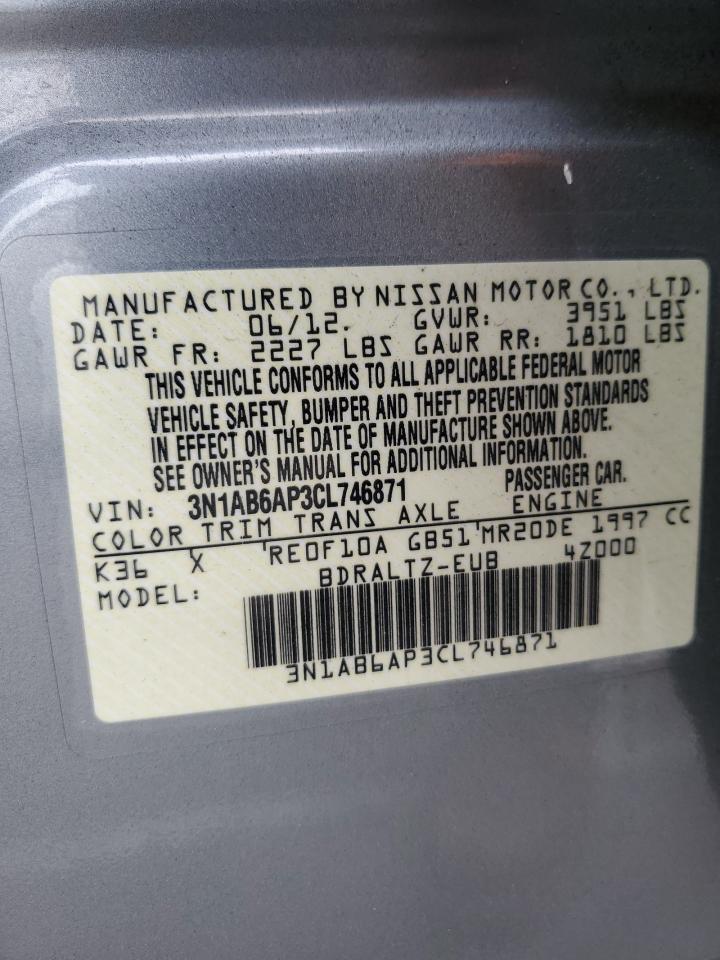 MANUFACTURED BY NISSAN MOTOR CO., LTD.
DATE: 06/12. GVWR: 3951 LBS
GAWR FR: 2227 LBS GAWR RR: 1810 LBS
THIS VEHICLE CONFORMS TO ALL APPLICABLE FEDERAL MOTOR
VEHICLE SAFETY, BUMPER AND THEFT PREVENTION STANDARDS
IN EFFECT ON THE DATE OF MANUFACTURE SHOWN ABOVE.
SEE OWNER'S MANUAL FOR ADDITIONAL INFORMATION.
VIN: 3N1AB6AP3CL746871 PASSENGER CAR.
COLOR TRIM TRANS AXLE ENGINE
K36 X RE0F10A GB51 MR20DE 1997 CC
MODEL: BDRALTZ-EUB 4Z000
3N1AB6AP3CL746871